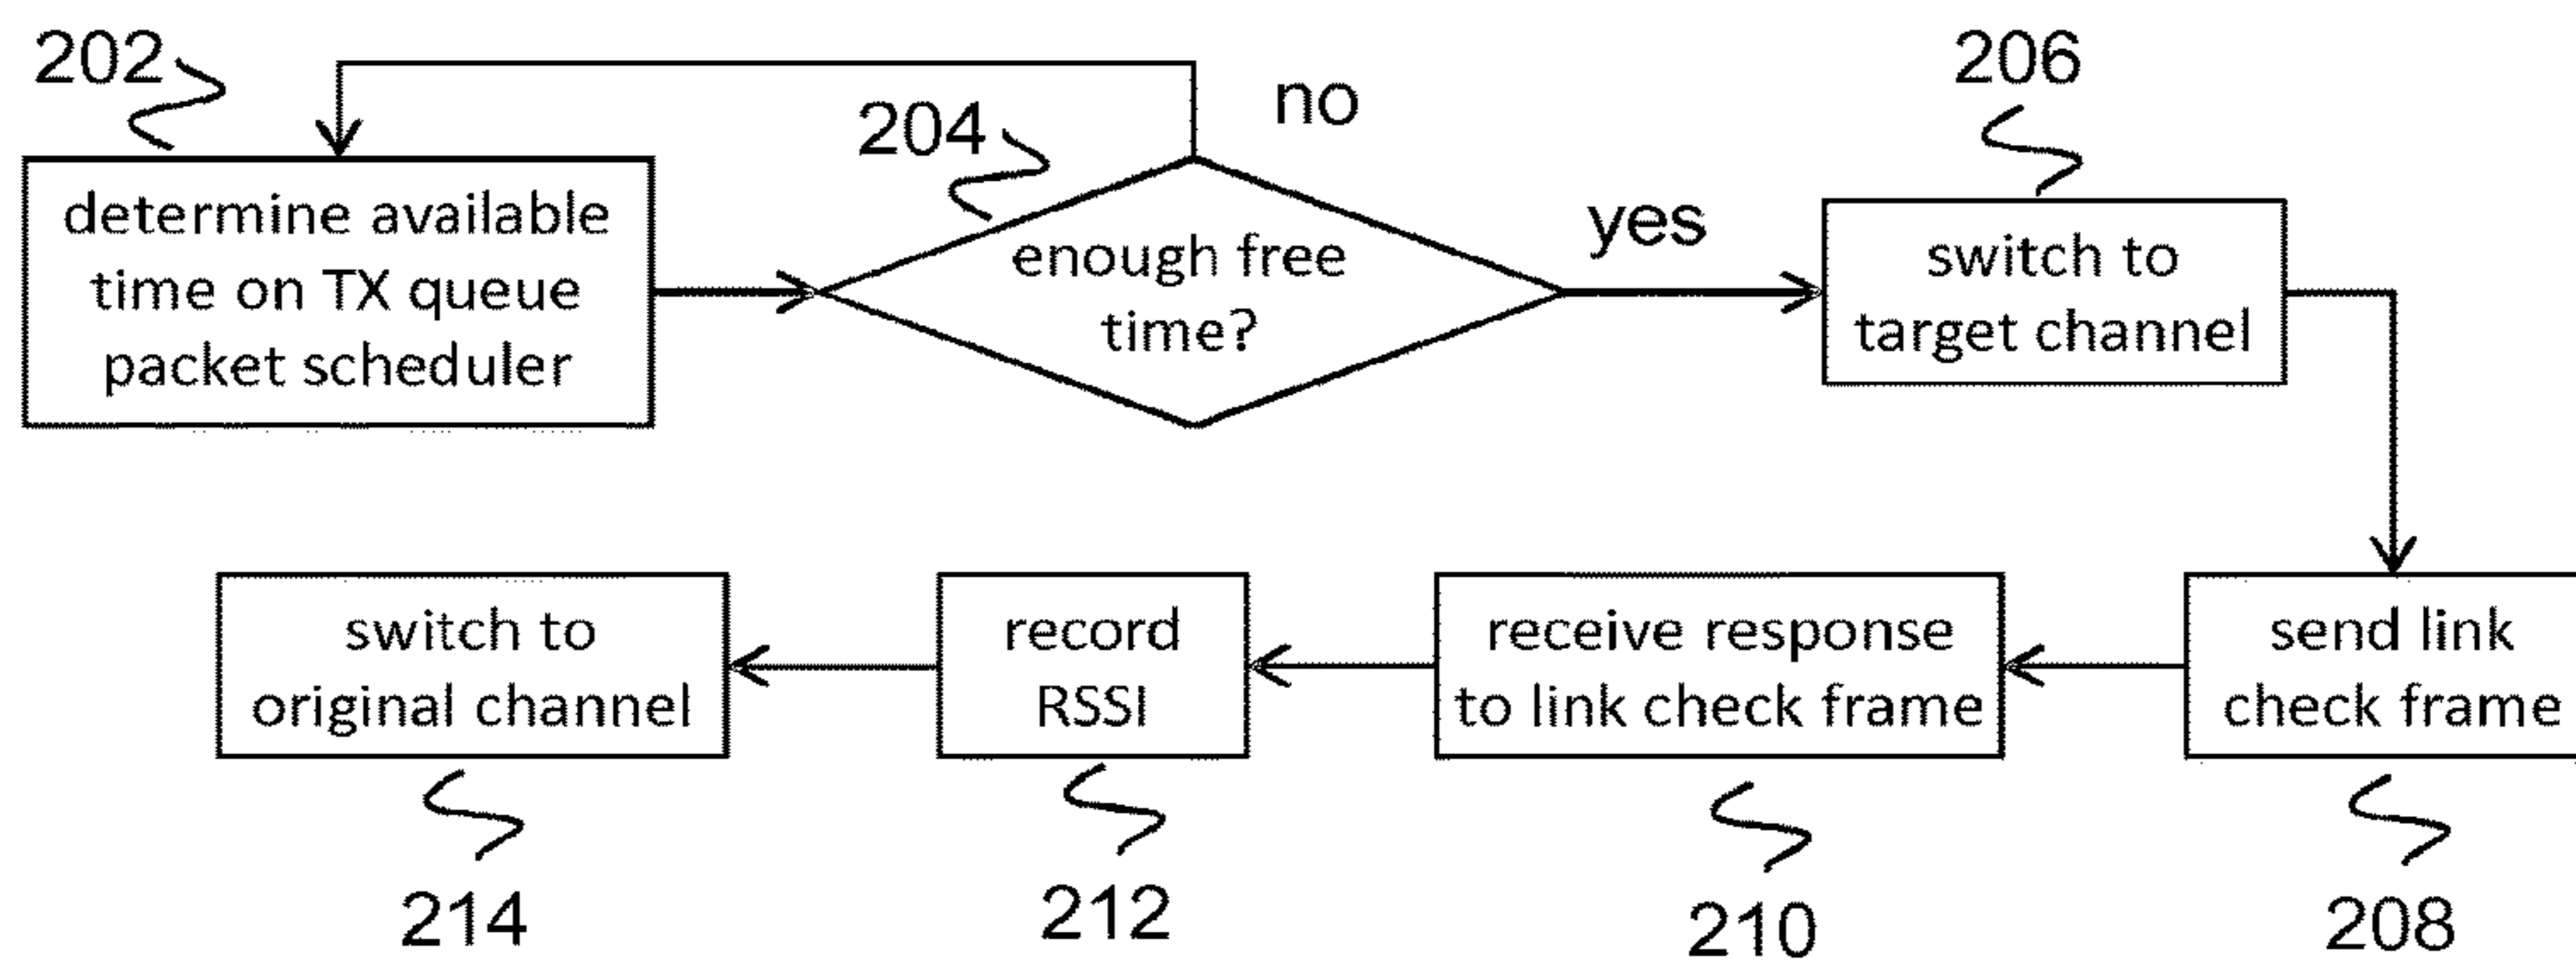 202
determine available
time on TX queue
packet scheduler
204
enough free
time?
no
yes
206
switch to
target channel
send link
check frame
208
receive response
to link check frame
210
record
RSSI
212
switch to
original channel
214